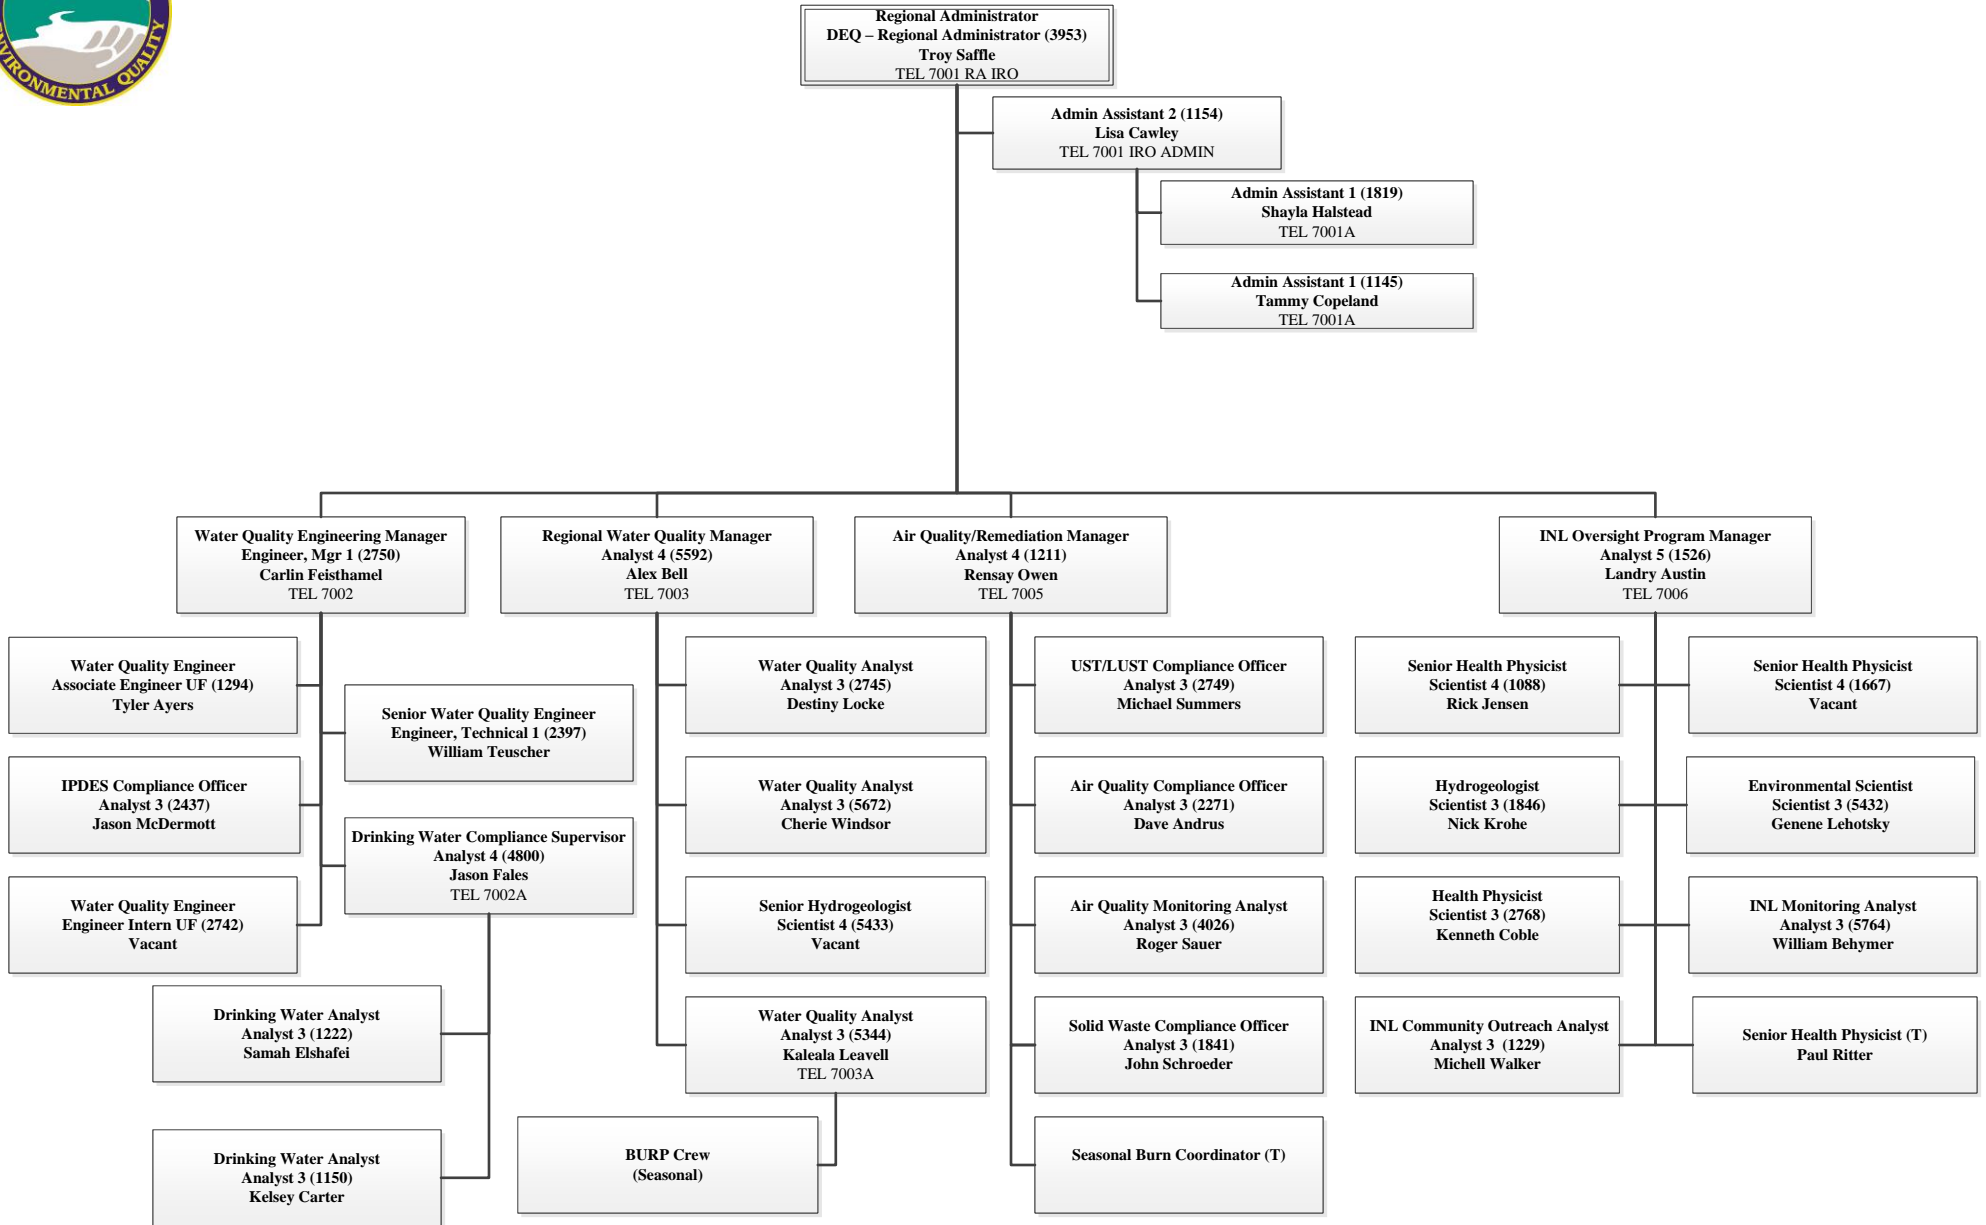 ENVIRONMENTAL QUALITY
Regional Administrator
DEQ – Regional Administrator (3953)
Troy Saffle
TEL 7001 RA IRO
Admin Assistant 2 (1154)
Lisa Cawley
TEL 7001 IRO ADMIN
Admin Assistant 1 (1819)
Shayla Halstead
TEL 7001A
Admin Assistant 1 (1145)
Tammy Copeland
TEL 7001A
Water Quality Engineering Manager
Engineer, Mgr 1 (2750)
Carlin Feisthamel
TEL 7002
Regional Water Quality Manager
Analyst 4 (5592)
Alex Bell
TEL 7003
Air Quality/Remediation Manager
Analyst 4 (1211)
Rensay Owen
TEL 7005
INL Oversight Program Manager
Analyst 5 (1526)
Landry Austin
TEL 7006
Water Quality Engineer
Associate Engineer UF (1294)
Tyler Ayers
Senior Water Quality Engineer
Engineer, Technical 1 (2397)
William Teuscher
IPDES Compliance Officer
Analyst 3 (2437)
Jason McDermott
Drinking Water Compliance Supervisor
Analyst 4 (4800)
Jason Fales
TEL 7002A
Water Quality Engineer
Engineer Intern UF (2742)
Vacant
Drinking Water Analyst
Analyst 3 (1222)
Samah Elshafei
Drinking Water Analyst
Analyst 3 (1150)
Kelsey Carter
Water Quality Analyst
Analyst 3 (2745)
Destiny Locke
Water Quality Analyst
Analyst 3 (5672)
Cherie Windsor
Senior Hydrogeologist
Scientist 4 (5433)
Vacant
Water Quality Analyst
Analyst 3 (5344)
Kaleala Leavell
TEL 7003A
BURP Crew
(Seasonal)
UST/LUST Compliance Officer
Analyst 3 (2749)
Michael Summers
Air Quality Compliance Officer
Analyst 3 (2271)
Dave Andrus
Air Quality Monitoring Analyst
Analyst 3 (4026)
Roger Sauer
Solid Waste Compliance Officer
Analyst 3 (1841)
John Schroeder
Seasonal Burn Coordinator (T)
Senior Health Physicist
Scientist 4 (1088)
Rick Jensen
Senior Health Physicist
Scientist 4 (1667)
Vacant
Hydrogeologist
Scientist 3 (1846)
Nick Krohe
Environmental Scientist
Scientist 3 (5432)
Genene Lehotsky
Health Physicist
Scientist 3 (2768)
Kenneth Coble
INL Monitoring Analyst
Analyst 3 (5764)
William Behymer
INL Community Outreach Analyst
Analyst 3 (1229)
Michell Walker
Senior Health Physicist (T)
Paul Ritter